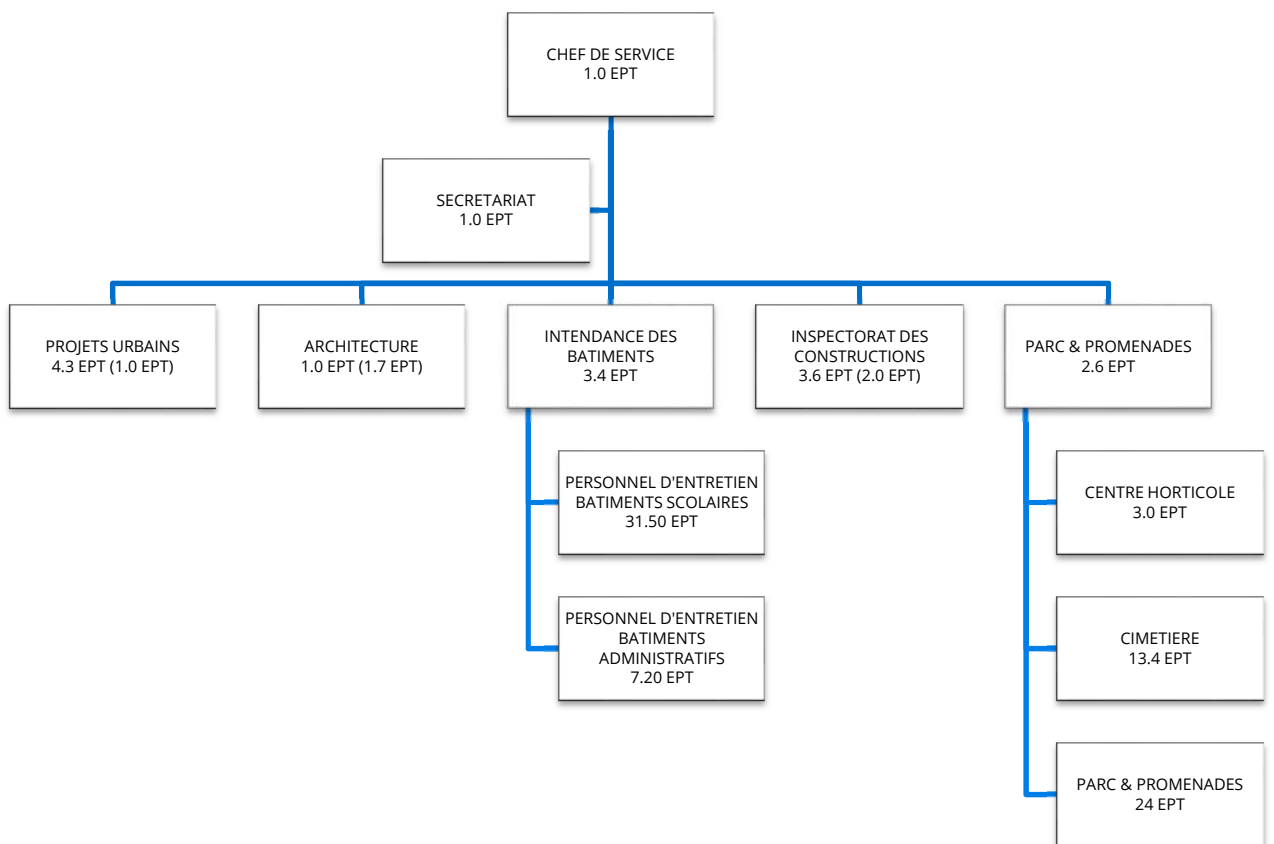 CHEF DE SERVICE
1.0 EPT
SECRETARIAT
1.0 EPT
PROJETS URBAINS
4.3 EPT (1.0 EPT)
ARCHITECTURE
1.0 EPT (1.7 EPT)
INTENDANCE DES
BATIMENTS
3.4 EPT
INSPECTORAT DES
CONSTRUCTIONS
3.6 EPT (2.0 EPT)
PARC & PROMENADES
2.6 EPT
PERSONNEL D'ENTRETIEN
BATIMENTS SCOLAIRES
31.50 EPT
PERSONNEL D'ENTRETIEN
BATIMENTS
ADMINISTRATIFS
7.20 EPT
CENTRE HORTICOLE
3.0 EPT
CIMETIERE
13.4 EPT
PARC & PROMENADES
24 EPT